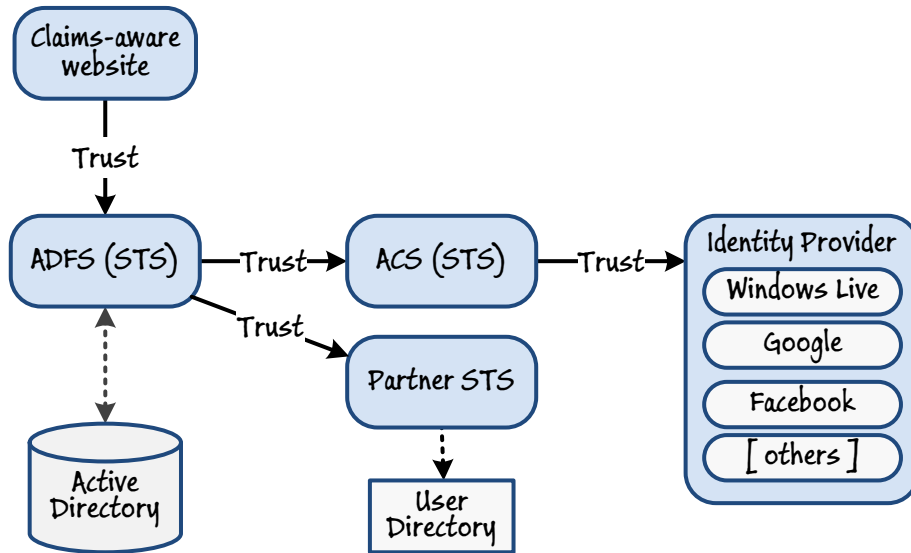 Claims-aware
website
Trust
ADFS (STS)
Trust
ACS (STS)
Trust
Identity Provider
Windows Live
Google
Facebook
[ others ]
Trust
Partner STS
Active
Directory
User
Directory